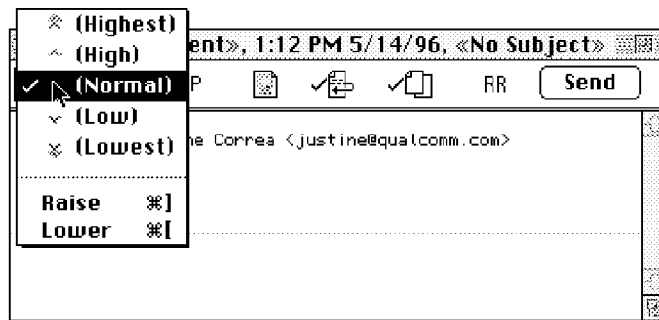 (Highest)
(High)
(Normal)
(Low)
(Lowest)
Raise ⌘]
Lower ⌘[
ent», 1:12 PM 5/14/96, «No Subject»
P RR Send
ne Correa <justine@qualcomm.com>